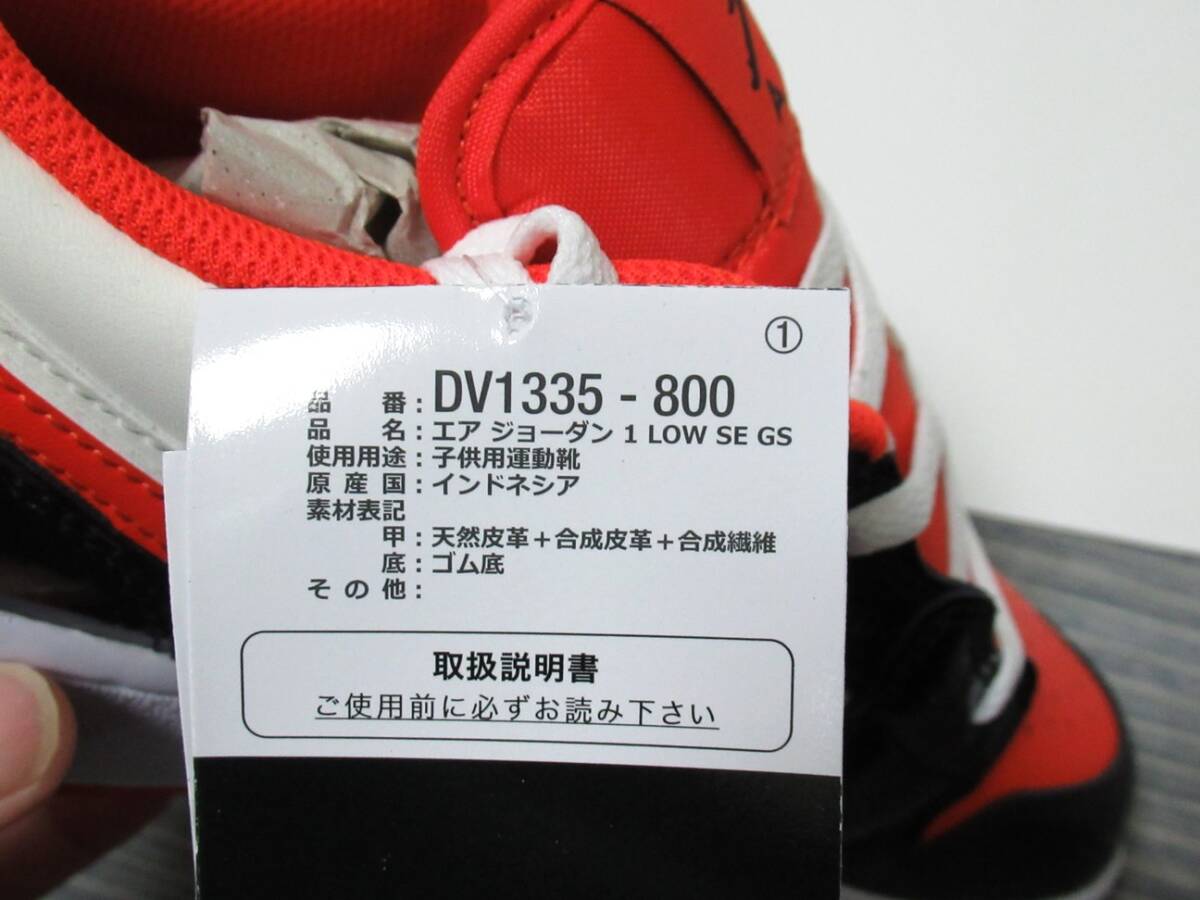 ①
品番：DV1335 - 800
品名：エア ジョーダン 1 LOW SE GS
使用用途：子供用運動靴
原産国：インドネシア
素材表記
甲：天然皮革＋合成皮革＋合成繊維
底：ゴム底
その他：
取扱説明書
ご使用前に必ずお読み下さい